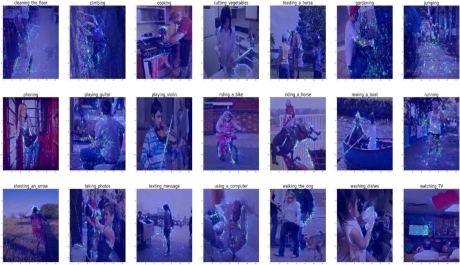 cleaning_the_floor climbing cooking cutting_vegetables feeding_a_horse gardening jumping
phoning playing_guitar playing_violin riding_a_bike riding_a_horse rowing_a_boat running
shooting_an_arrow taking_photos texting_message using_a_computer walking_the_dog washing_dishes watching_TV